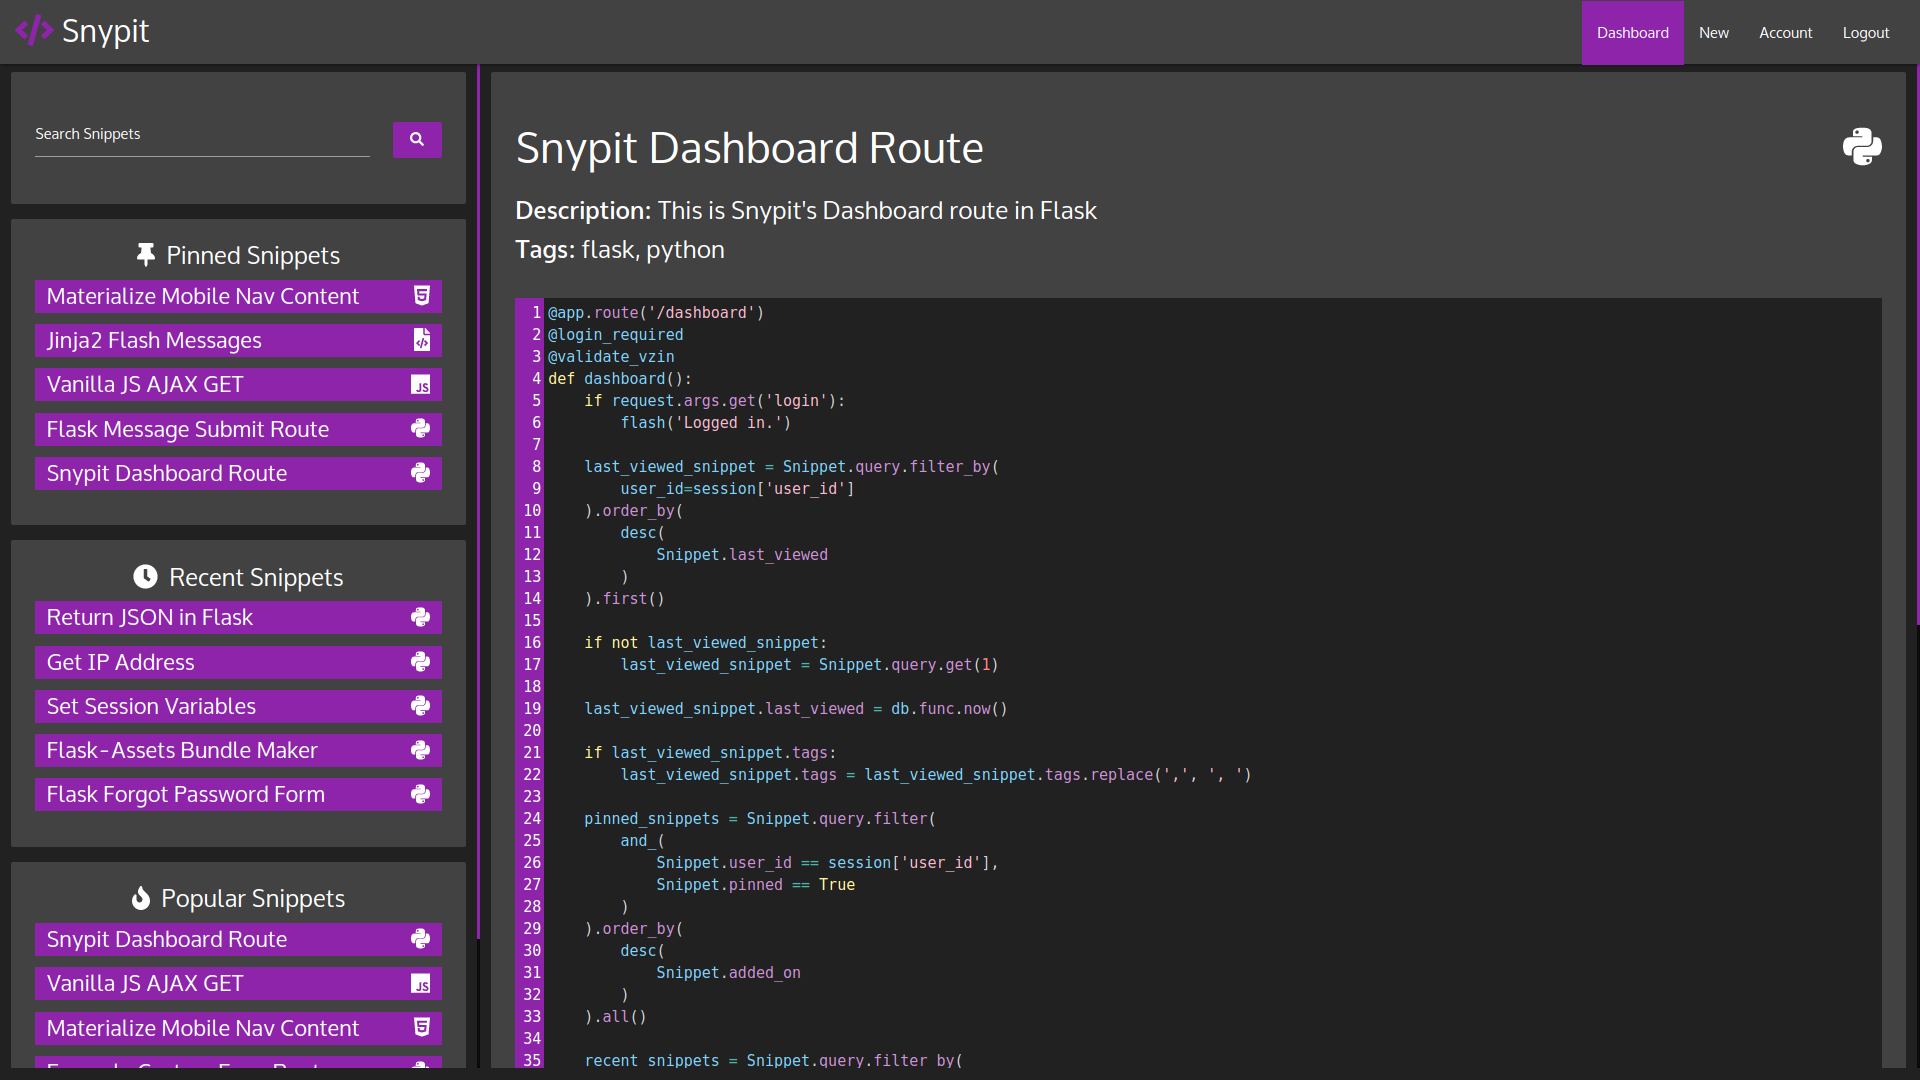 Snypit
Dashboard
New
Account
Logout
Search Snippets
Pinned Snippets
Materialize Mobile Nav Content
Jinja2 Flash Messages
Vanilla JS AJAX GET
Flask Message Submit Route
Snypit Dashboard Route
Recent Snippets
Return JSON in Flask
Get IP Address
Set Session Variables
Flask-Assets Bundle Maker
Flask Forgot Password Form
Popular Snippets
Snypit Dashboard Route
Vanilla JS AJAX GET
Materialize Mobile Nav Content
Snypit Dashboard Route
Description: This is Snypit's Dashboard route in Flask
Tags: flask, python
1 @app.route('/dashboard')
2 @login_required
3 @validate_vzin
4 def dashboard():
5     if request.args.get('login'):
6         flash('Logged in.')
7
8     last_viewed_snippet = Snippet.query.filter_by(
9         user_id=session['user_id']
10     ).order_by(
11         desc(
12             Snippet.last_viewed
13         )
14     ).first()
15
16     if not last_viewed_snippet:
17         last_viewed_snippet = Snippet.query.get(1)
18
19     last_viewed_snippet.last_viewed = db.func.now()
20
21     if last_viewed_snippet.tags:
22         last_viewed_snippet.tags = last_viewed_snippet.tags.replace(',', ', ')
23
24     pinned_snippets = Snippet.query.filter(
25         and_(
26             Snippet.user_id == session['user_id'],
27             Snippet.pinned == True
28         )
29     ).order_by(
30         desc(
31             Snippet.added_on
32         )
33     ).all()
34
35     recent_snippets = Snippet.query.filter_by(